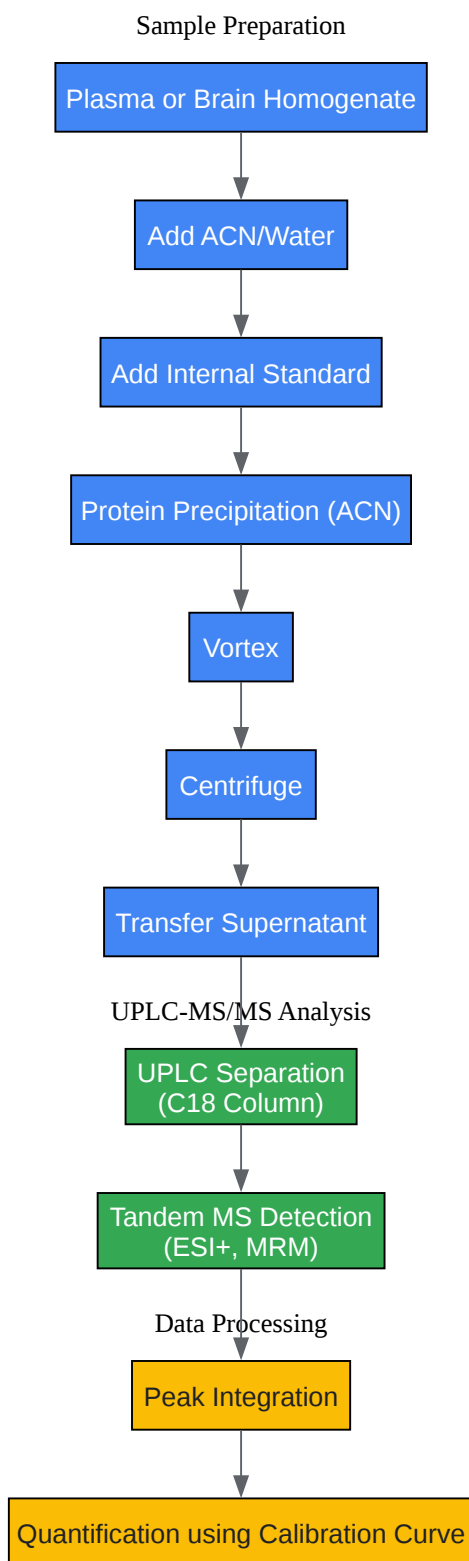 Sample Preparation
Plasma or Brain Homogenate
Add ACN/Water
Add Internal Standard
Protein Precipitation (ACN)
Vortex
Centrifuge
Transfer Supernatant
UPLC-MS/MS Analysis
UPLC Separation
(C18 Column)
Tandem MS Detection
(ESI+, MRM)
Data Processing
Peak Integration
Quantification using Calibration Curve